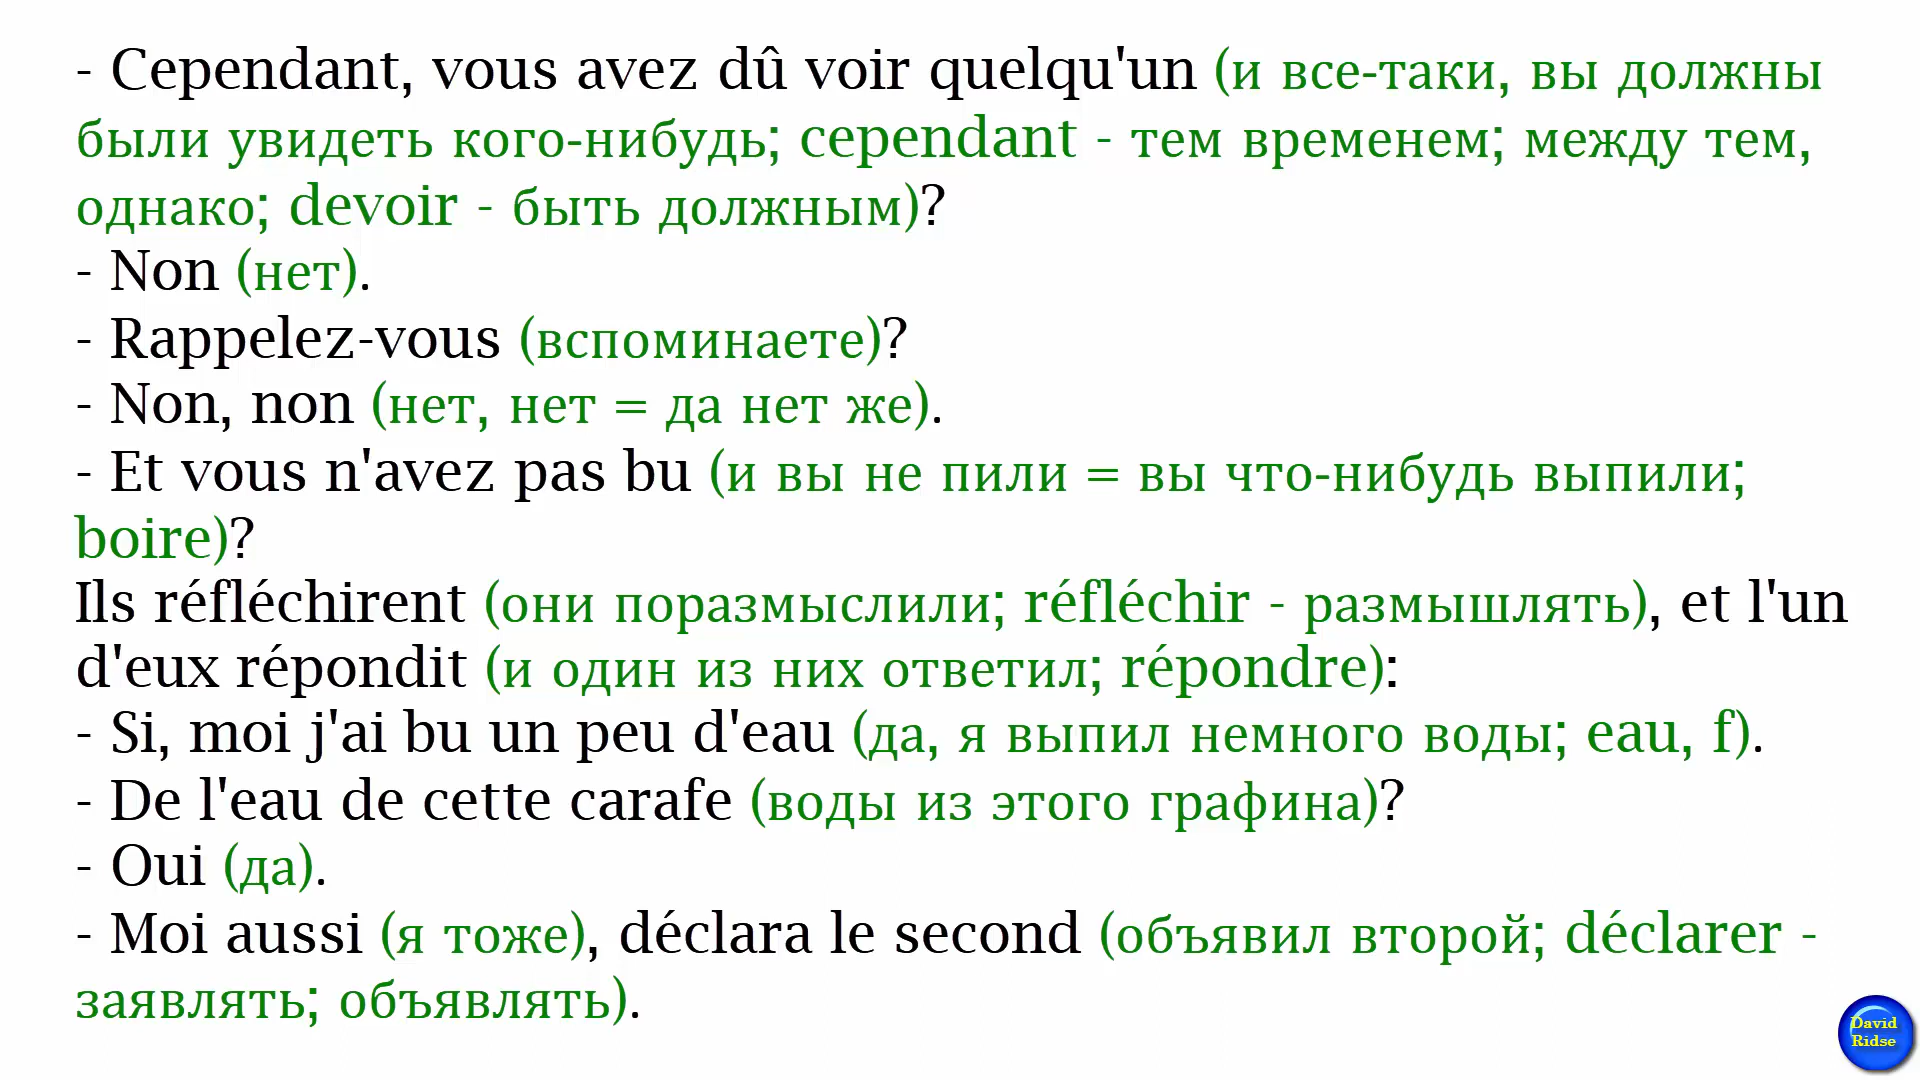 - Cependant, vous avez dû voir quelqu'un (и все-таки, вы должны
были увидеть кого-нибудь; cependant - тем временем; между тем,
однако; devoir - быть должным)?
- Non (нет).
- Rappelez-vous (вспоминаете)?
- Non, non (нет, нет = да нет же).
- Et vous n'avez pas bu (и вы не пили = вы что-нибудь выпили;
boire)?
Ils réfléchirent (они поразмыслили; réfléchir - размышлять), et l'un
d'eux répondit (и один из них ответил; répondre):
- Si, moi j'ai bu un peu d'eau (да, я выпил немного воды; eau, f).
- De l'eau de cette carafe (воды из этого графина)?
- Oui (да).
- Moi aussi (я тоже), déclara le second (объявил второй; déclarer -
заявлять; объявлять).
David
Ridse